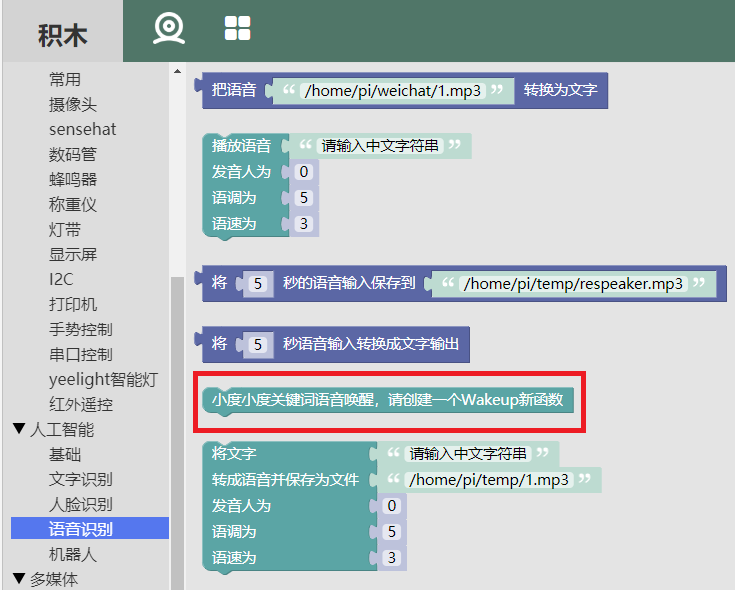 积木
常用
摄像头
sensehat
数码管
蜂鸣器
称重仪
灯带
显示屏
I2C
打印机
手势控制
串口控制
yeelight智能灯
红外遥控
人工智能
基础
文字识别
人脸识别
语音识别
机器人
多媒体
把语音 “ /home/pi/weichat/1.mp3 ” 转换为文字
播放语音 “ 请输入中文字符串 ”
发音人为 0
语调为 5
语速为 3
将 5 秒的语音输入保存到 “ /home/pi/temp/respeaker.mp3 ”
将 5 秒语音输入转换成文字输出
小度小度关键词语音唤醒，请创建一个Wakeup新函数
将文字 “ 请输入中文字符串 ”
转成语音并保存为文件 “ /home/pi/temp/1.mp3 ”
发音人为 0
语调为 5
语速为 3